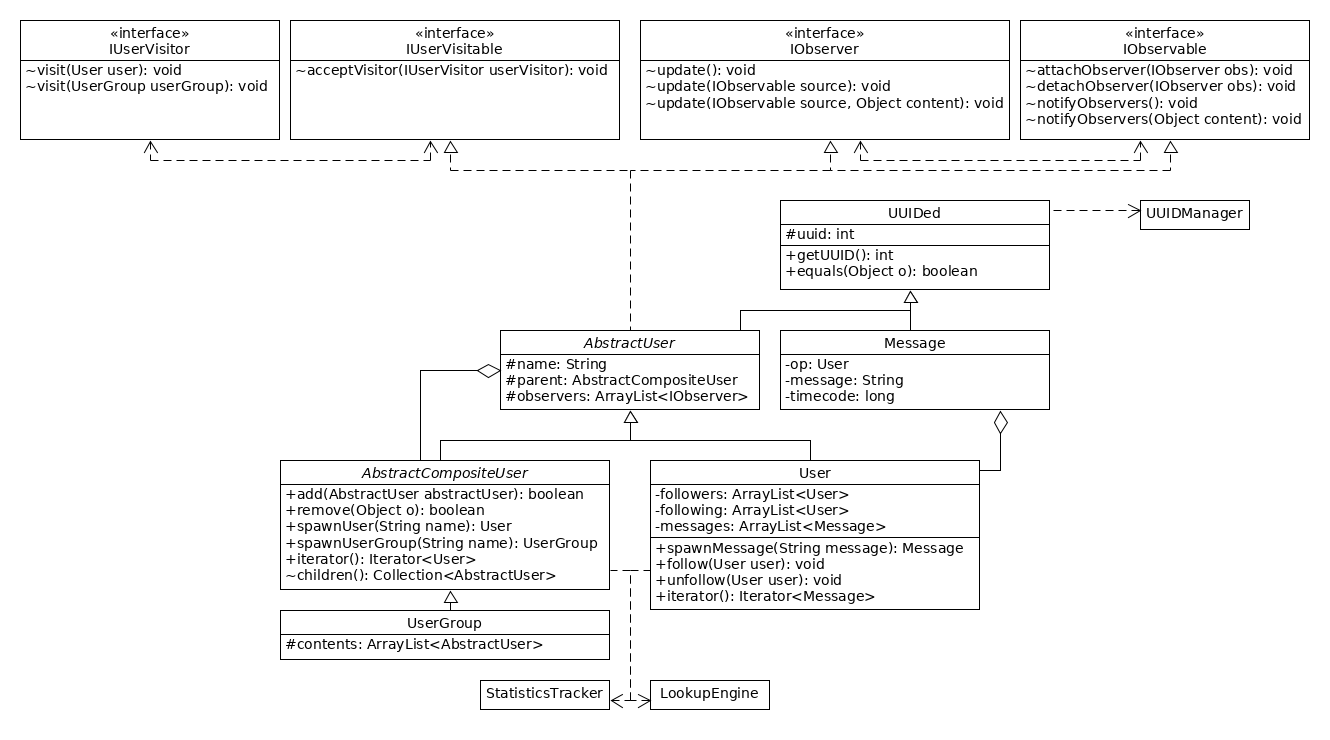 «interface»
IUserVisitor
~visit(User user): void
~visit(UserGroup userGroup): void
«interface»
IUserVisitable
~acceptVisitor(IUserVisitor userVisitor): void
«interface»
IObserver
~update(): void
~update(IObservable source): void
~update(IObservable source, Object content): void
«interface»
IObservable
~attachObserver(IObserver obs): void
~detachObserver(IObserver obs): void
~notifyObservers(): void
~notifyObservers(Object content): void
UUIDed
#uuid: int
+getUUID(): int
+equals(Object o): boolean
UUIDManager
AbstractUser
#name: String
#parent: AbstractCompositeUser
#observers: ArrayList<IObserver>
Message
-op: User
-message: String
-timecode: long
AbstractCompositeUser
+add(AbstractUser abstractUser): boolean
+remove(Object o): boolean
+spawnUser(String name): User
+spawnUserGroup(String name): UserGroup
+iterator(): Iterator<User>
~children(): Collection<AbstractUser>
User
-followers: ArrayList<User>
-following: ArrayList<User>
-messages: ArrayList<Message>
+spawnMessage(String message): Message
+follow(User user): void
+unfollow(User user): void
+iterator(): Iterator<Message>
UserGroup
#contents: ArrayList<AbstractUser>
StatisticsTracker
LookupEngine